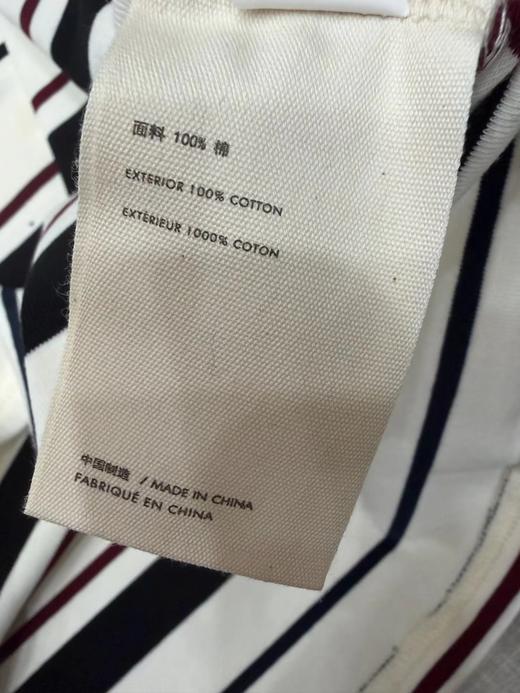 面料 100% 棉
EXTERIOR 100% COTTON
EXTÈRIEUR 1000% COTON
中国制造 / MADE IN CHINA
FABRIQUÉ EN CHINA